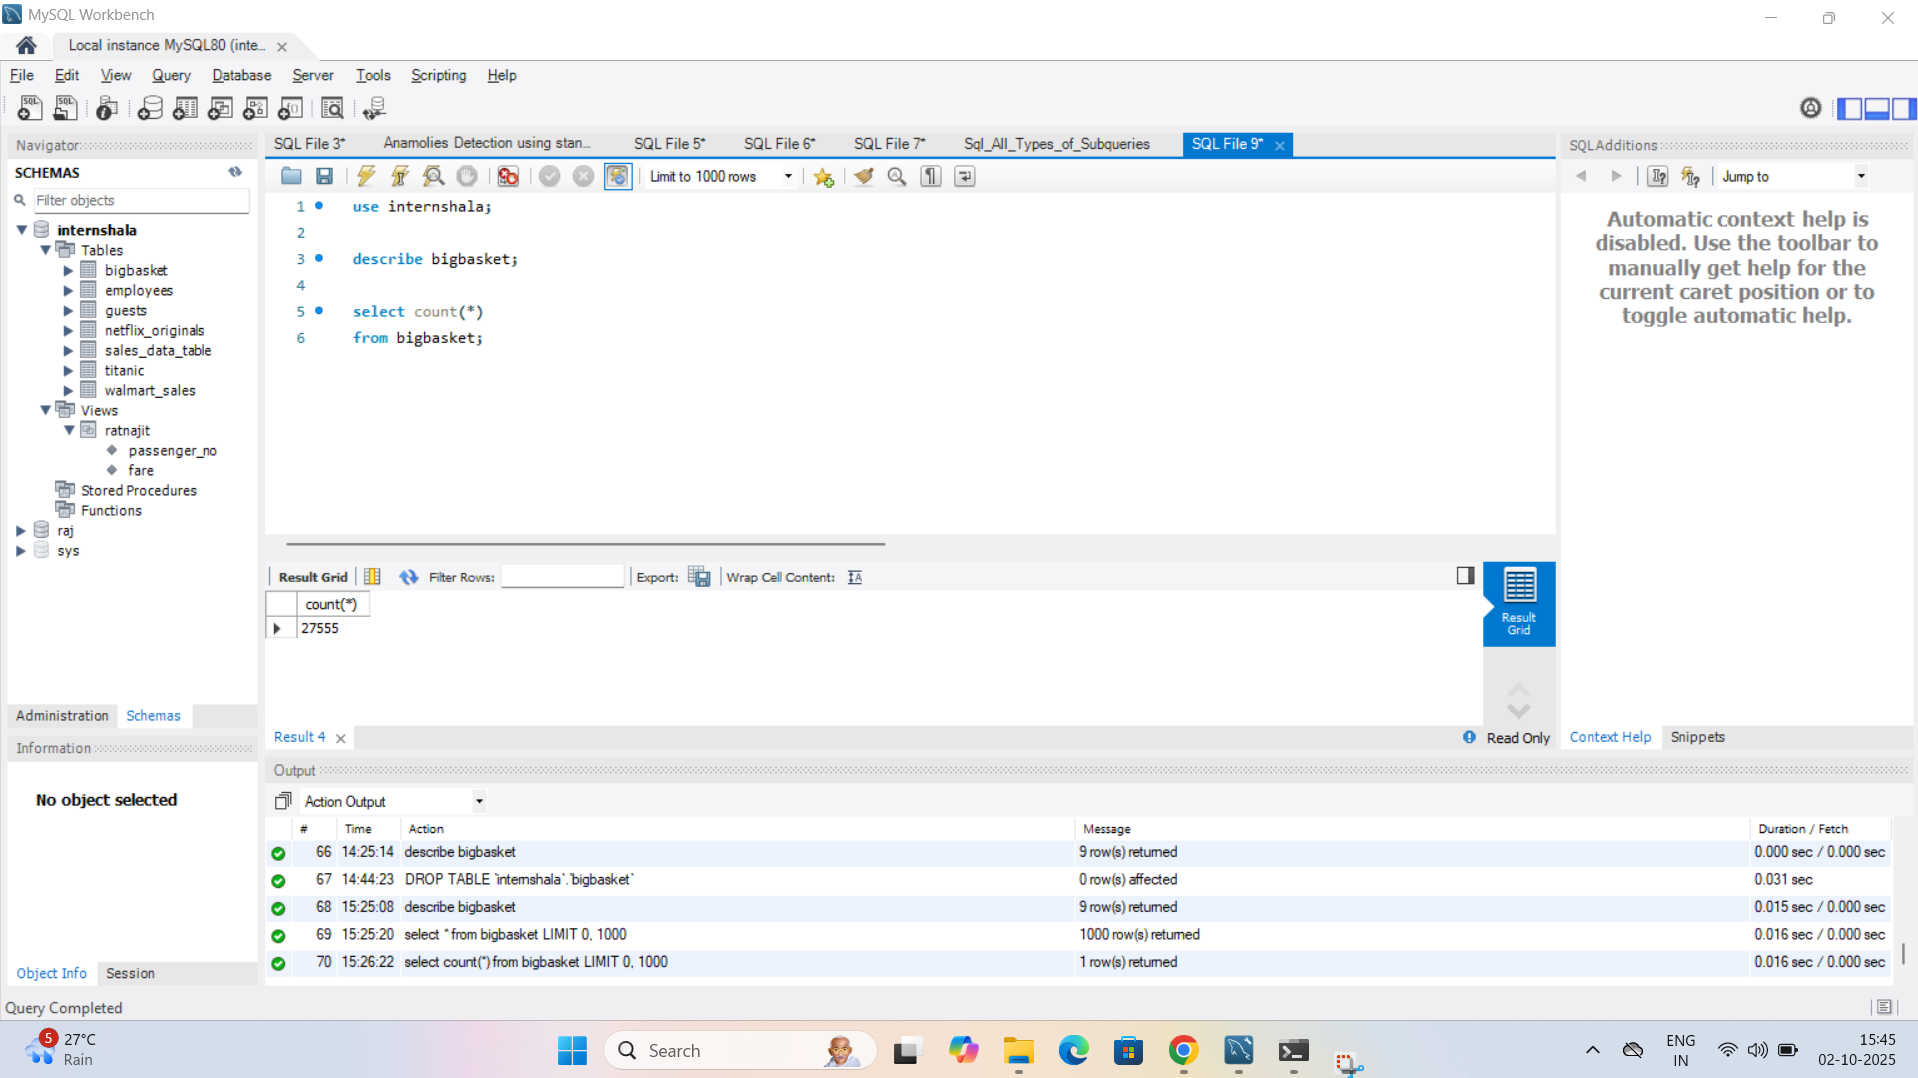 MySQL Workbench
Local instance MySQL80 (inte...
File Edit View Query Database Server Tools Scripting Help
Navigator
SCHEMAS
Filter objects
internshala
Tables
bigbasket
employees
guests
netflix_originals
sales_data_table
titanic
walmart_sales
Views
ratnajit
passenger_no
fare
Stored Procedures
Functions
raj
sys
Administration Schemas
Information
No object selected
Object Info Session
SQL File 3* Anamolies Detection using stan... SQL File 5* SQL File 6* SQL File 7* Sql_All_Types_of_Subqueries SQL File 9*
Limit to 1000 rows
1 use internshala;
2
3 describe bigbasket;
4
5 select count(*)
6 from bigbasket;
Result Grid Filter Rows: Export: Wrap Cell Content:
count(*)
27555
Result Grid
Result 4
Read Only
SQLAdditions
Jump to
Automatic context help is
disabled. Use the toolbar to
manually get help for the
current caret position or to
toggle automatic help.
Context Help Snippets
Output
Action Output
# Time Action Message Duration / Fetch
66 14:25:14 describe bigbasket 9 row(s) returned 0.000 sec / 0.000 sec
67 14:44:23 DROP TABLE `internshala`.`bigbasket` 0 row(s) affected 0.031 sec
68 15:25:08 describe bigbasket 9 row(s) returned 0.015 sec / 0.000 sec
69 15:25:20 select * from bigbasket LIMIT 0, 1000 1000 row(s) returned 0.016 sec / 0.000 sec
70 15:26:22 select count(*) from bigbasket LIMIT 0, 1000 1 row(s) returned 0.016 sec / 0.000 sec
Query Completed
5 27°C
Rain
Search
ENG
IN
15:45
02-10-2025